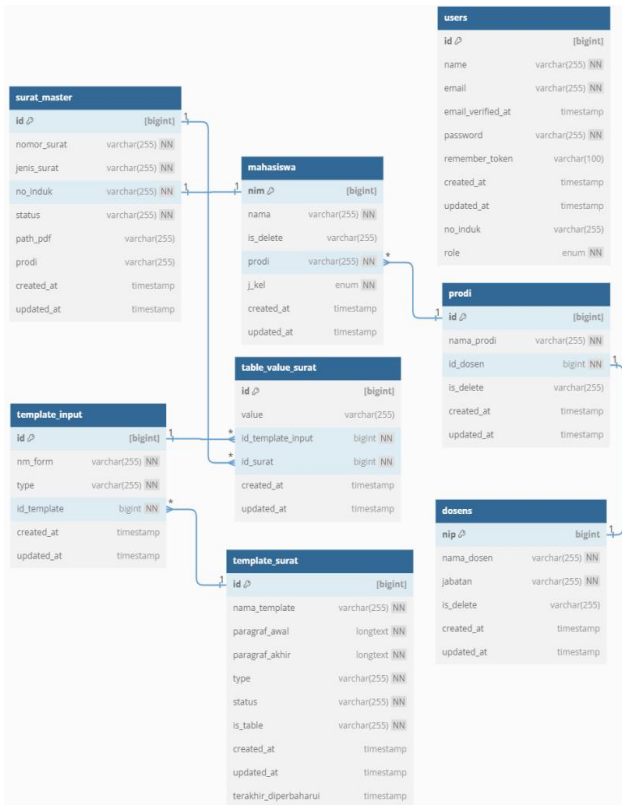 users
id [bigint]
name varchar(255) NN
email varchar(255) NN
email_verified_at timestamp
password varchar(255) NN
remember_token varchar(100)
created_at timestamp
updated_at timestamp
no_induk varchar(255)
role enum NN
surat_master
id [bigint] 1
nomor_surat varchar(255) NN
jenis_surat varchar(255) NN
no_induk varchar(255) NN 1
status varchar(255) NN
path_pdf varchar(255)
prodi varchar(255)
created_at timestamp
updated_at timestamp
mahasiswa
1 nim [bigint]
nama varchar(255) NN
is_delete varchar(255)
prodi varchar(255) NN *
j_kel enum NN
created_at timestamp
updated_at timestamp
prodi
1 id [bigint]
nama_prodi varchar(255) NN
id_dosen bigint NN 1
is_delete varchar(255)
created_at timestamp
updated_at timestamp
table_value_surat
id [bigint]
value varchar(255)
* id_template_input bigint NN
* id_surat bigint NN
created_at timestamp
updated_at timestamp
template_input
id [bigint] 1
nm_form varchar(255) NN
type varchar(255) NN
id_template bigint NN *
created_at timestamp
updated_at timestamp
dosens
nip bigint 1
nama_dosen varchar(255) NN
jabatan varchar(255) NN
is_delete varchar(255)
created_at timestamp
updated_at timestamp
template_surat
1 id [bigint]
nama_template varchar(255) NN
paragraf_awal longtext NN
paragraf_akhir longtext NN
type varchar(255) NN
status varchar(255) NN
is_table varchar(255) NN
created_at timestamp
updated_at timestamp
terakhir_diperbaharui timestamp